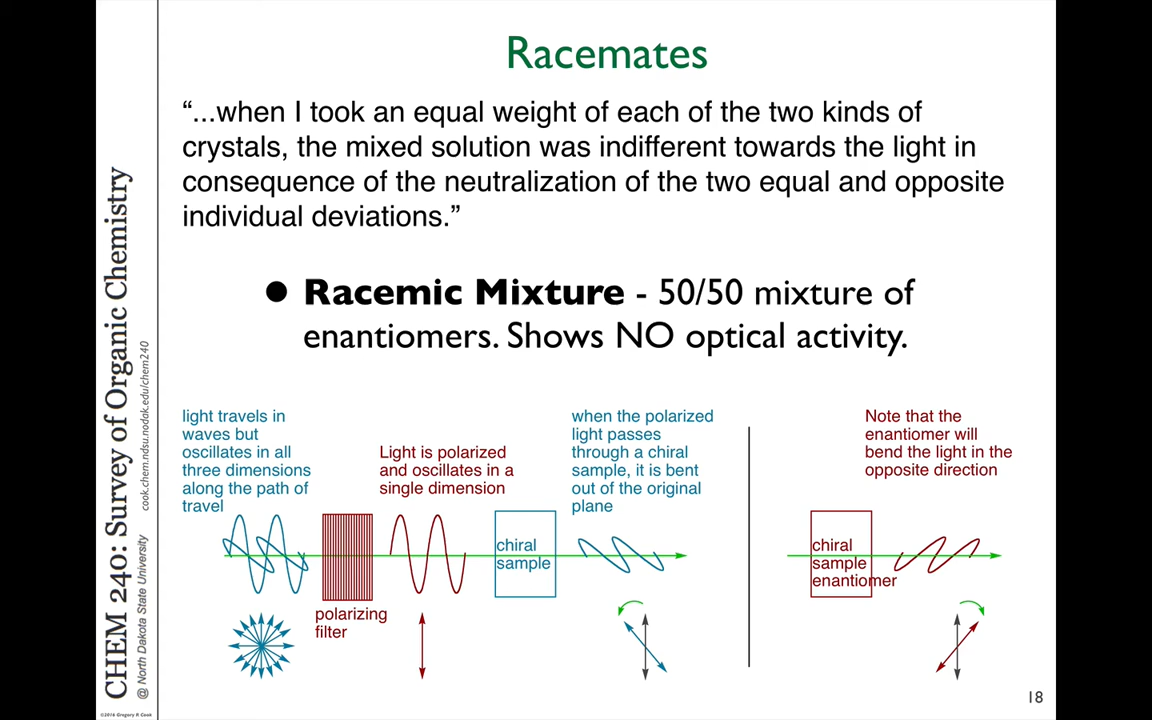 Racemates
“...when I took an equal weight of each of the two kinds of
crystals, the mixed solution was indifferent towards the light in
consequence of the neutralization of the two equal and opposite
individual deviations.”
● Racemic Mixture - 50/50 mixture of
enantiomers. Shows NO optical activity.
light travels in
waves but
oscillates in all
three dimensions
along the path of
travel
Light is polarized
and oscillates in a
single dimension
when the polarized
light passes
through a chiral
sample, it is bent
out of the original
plane
Note that the
enantiomer will
bend the light in the
opposite direction
polarizing
filter
chiral
sample
chiral
sample
enantiomer
CHEM 240: Survey of Organic Chemistry
@ North Dakota State University cook.chem.ndsu.nodak.edu/chem240
©2016 Gregory R Cook
18